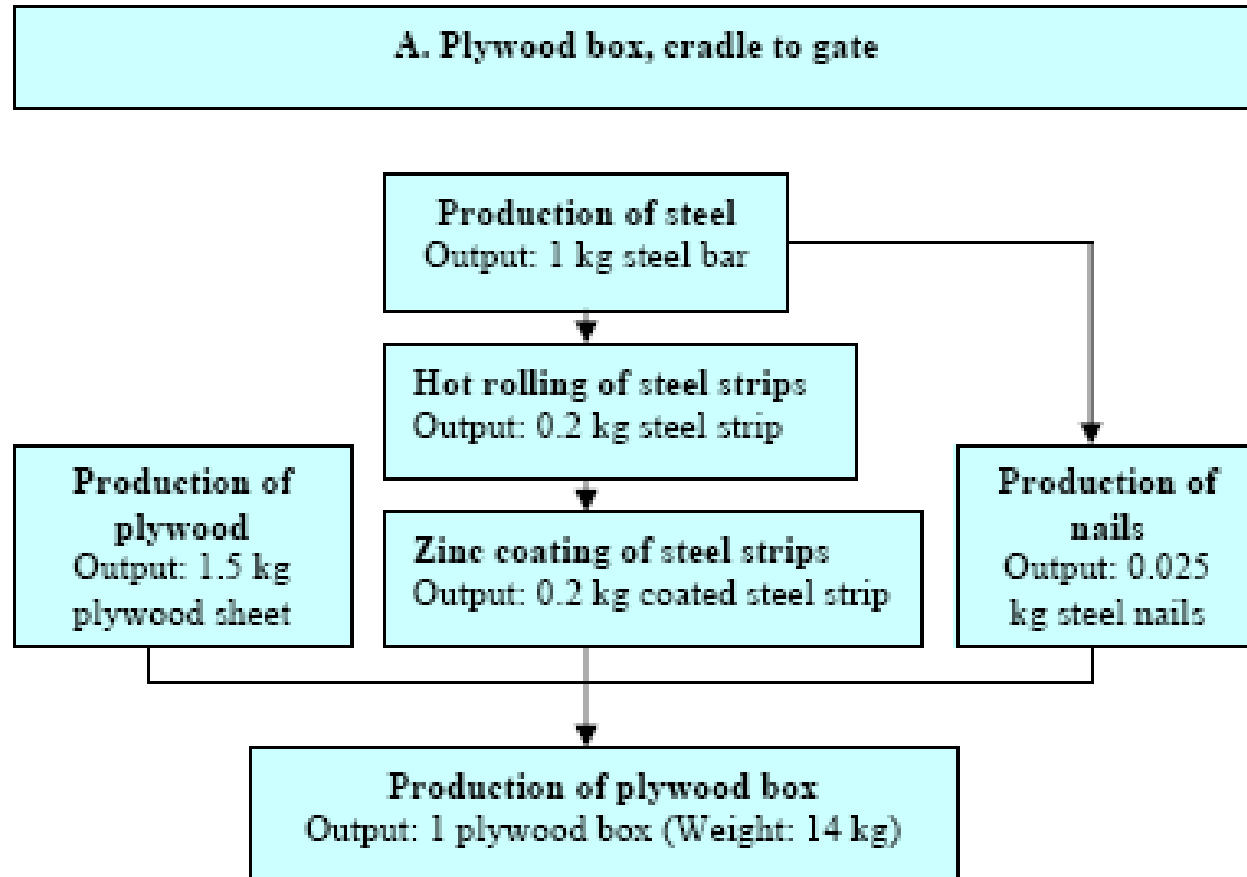 A. Plywood box, cradle to gate
Production of steel
Output: 1 kg steel bar
Hot rolling of steel strips
Output: 0.2 kg steel strip
Production of
plywood
Output: 1.5 kg
plywood sheet
Zinc coating of steel strips
Output: 0.2 kg coated steel strip
Production of
nails
Output: 0.025
kg steel nails
Production of plywood box
Output: 1 plywood box (Weight: 14 kg)